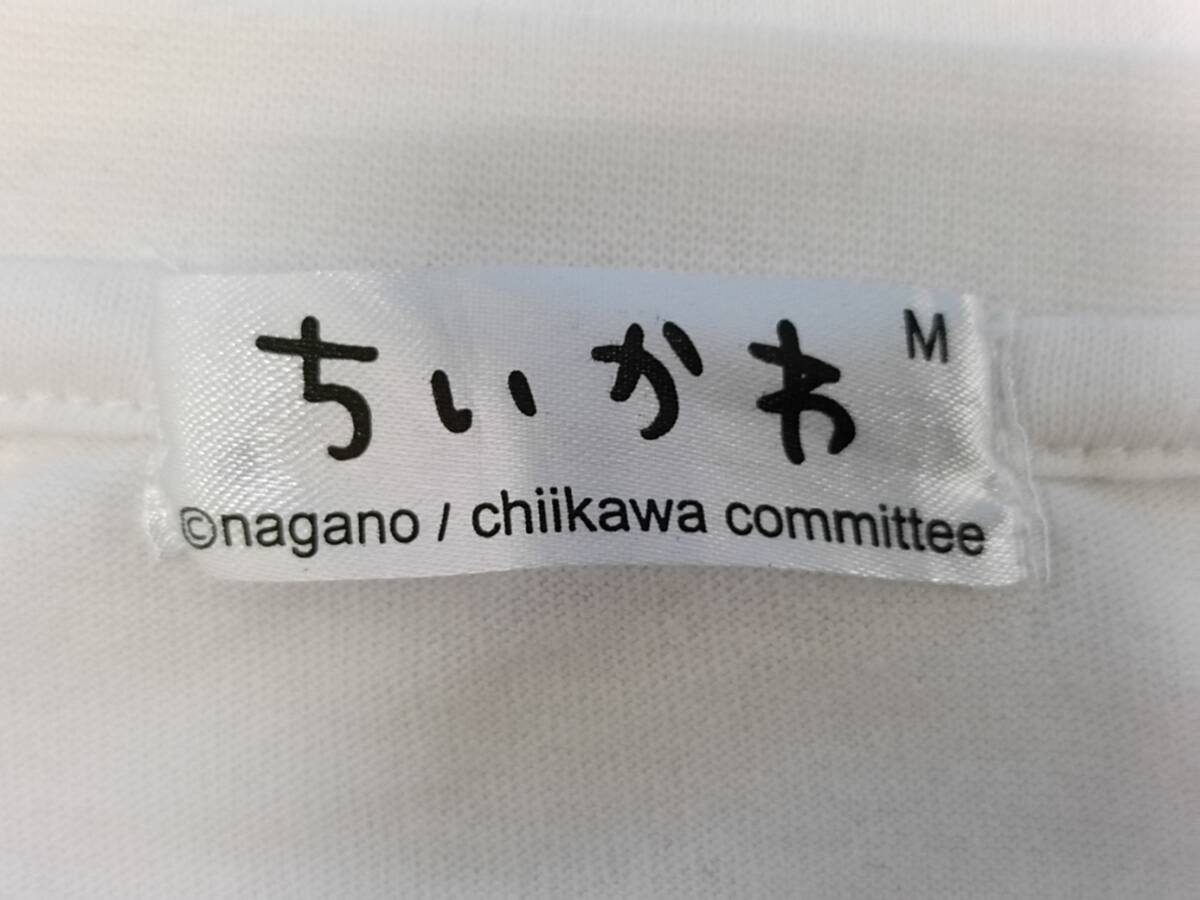 ちいかわ M
©nagano / chiikawa committee